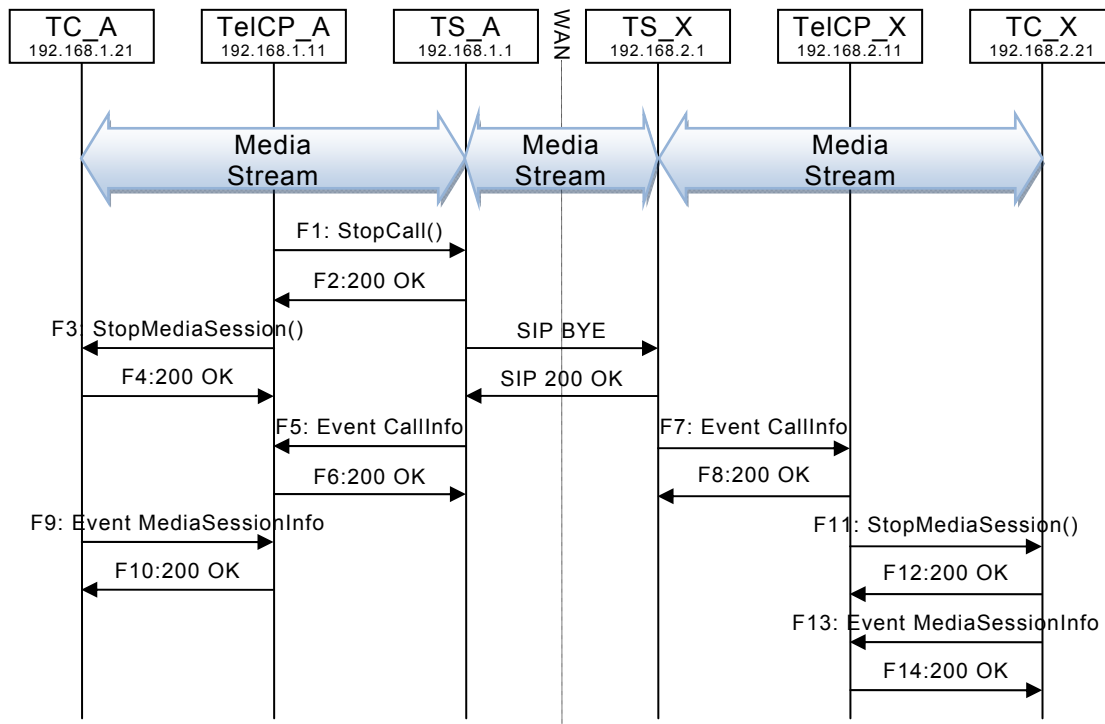 TC_A
192.168.1.21
TelCP_A
192.168.1.11
TS_A
192.168.1.1
WAN
TS_X
192.168.2.1
TelCP_X
192.168.2.11
TC_X
192.168.2.21
Media
Stream
Media
Stream
Media
Stream
F1: StopCall()
F2:200 OK
F3: StopMediaSession()
SIP BYE
F4:200 OK
SIP 200 OK
F5: Event CallInfo
F7: Event CallInfo
F6:200 OK
F8:200 OK
F9: Event MediaSessionInfo
F11: StopMediaSession()
F10:200 OK
F12:200 OK
F13: Event MediaSessionInfo
F14:200 OK